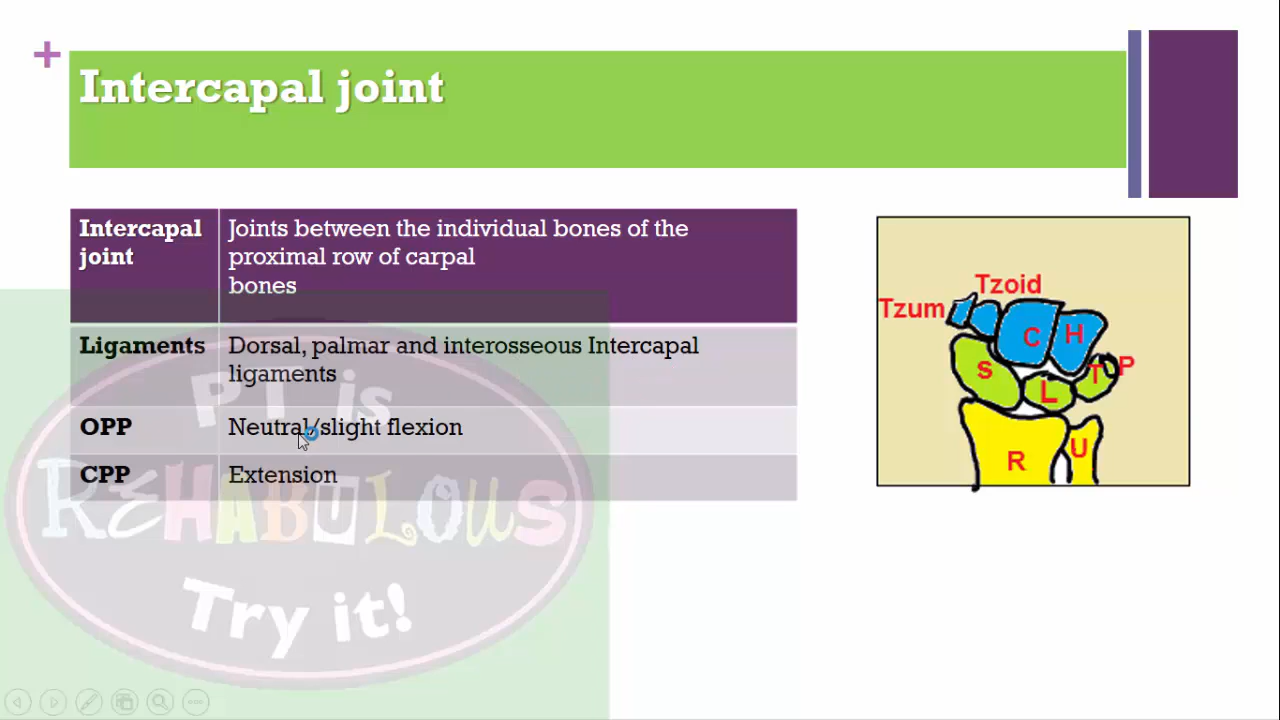 +
Intercapal joint
Intercapal
joint
Joints between the individual bones of the
proximal row of carpal
bones
Ligaments
Dorsal, palmar and interosseous Intercapal
ligaments
OPP
Neutral/slight flexion
CPP
Extension
Tzoid
Tzum
C
H
S
L
T
P
R
U
PT is
REHABULOUS
Try it!